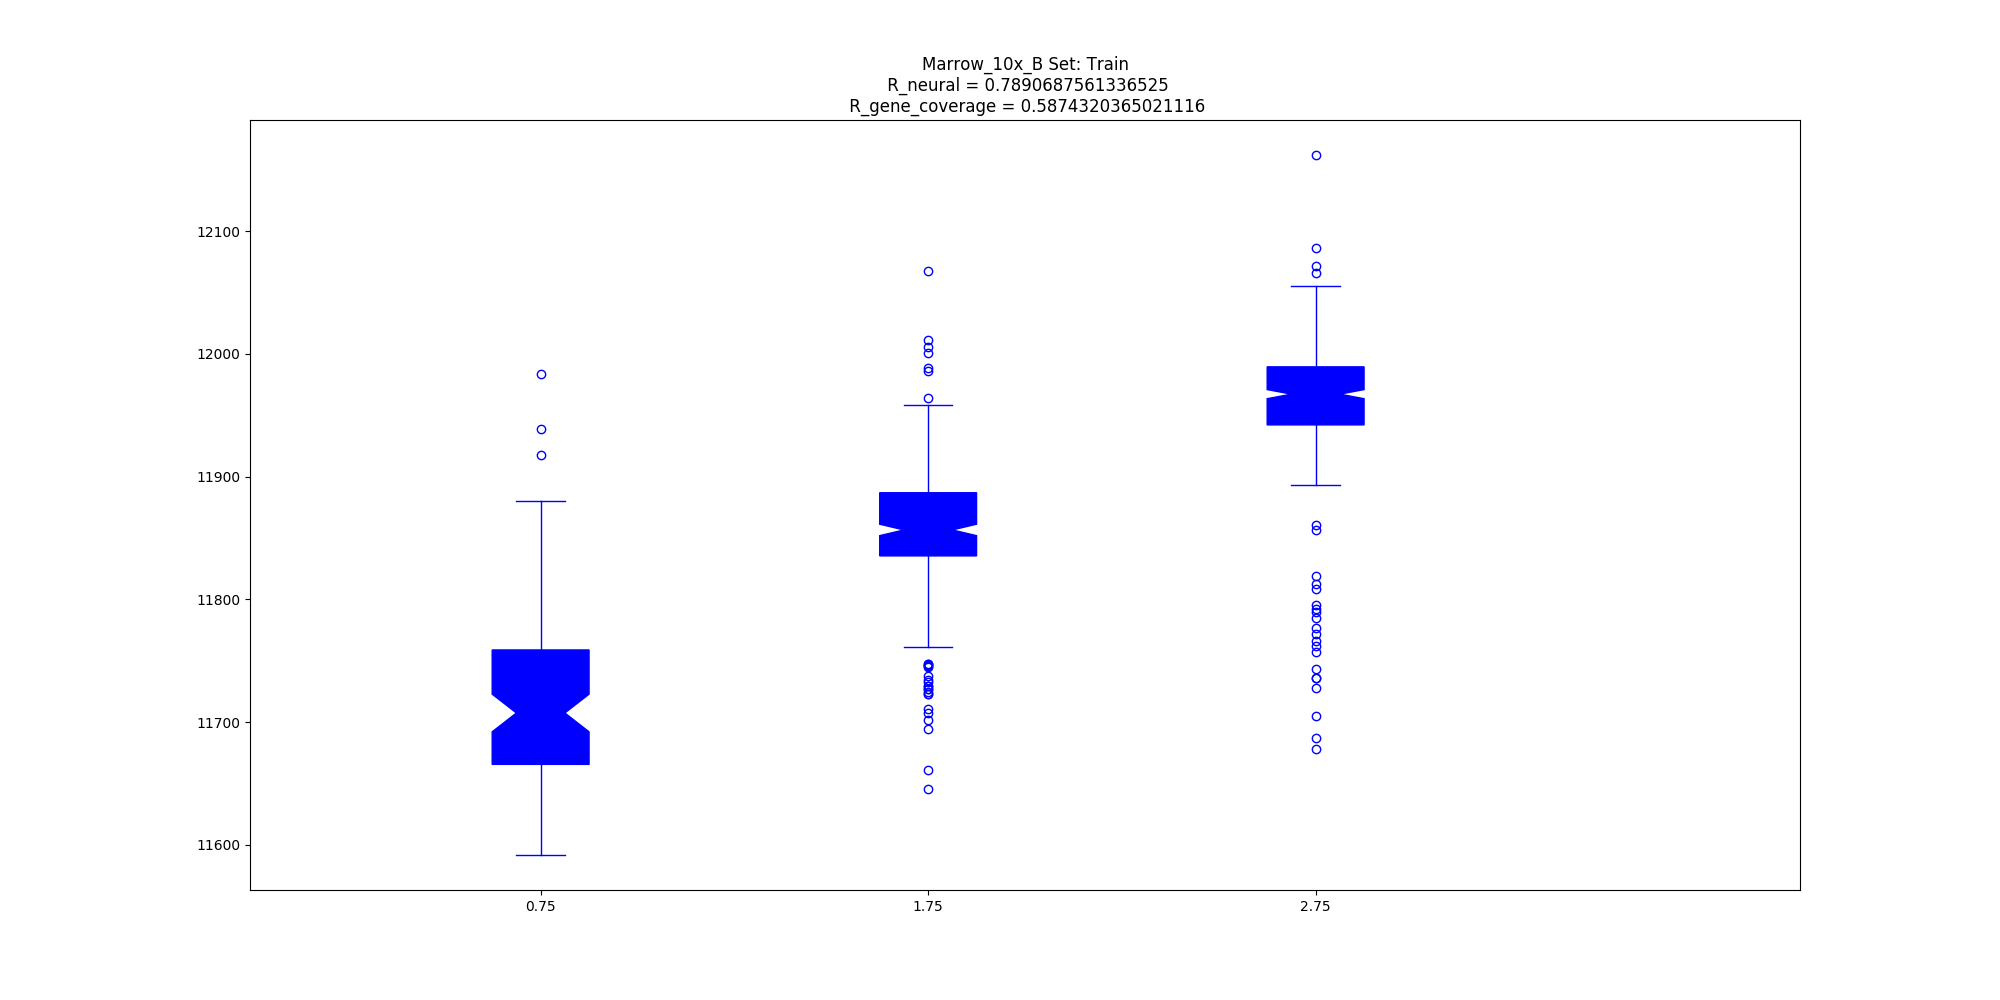 Marrow_10x_B Set: Train
R_neural = 0.7890687561336525
R_gene_coverage = 0.5874320365021116
12100
12000
11900
11800
11700
11600
0.75 1.75 2.75